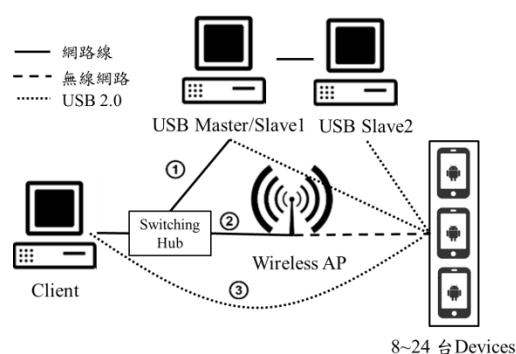 網路線
無線網路
USB 2.0
USB Master/Slave1
USB Slave2
①
Switching
Hub
②
Wireless AP
Client
③
8~24 台Devices